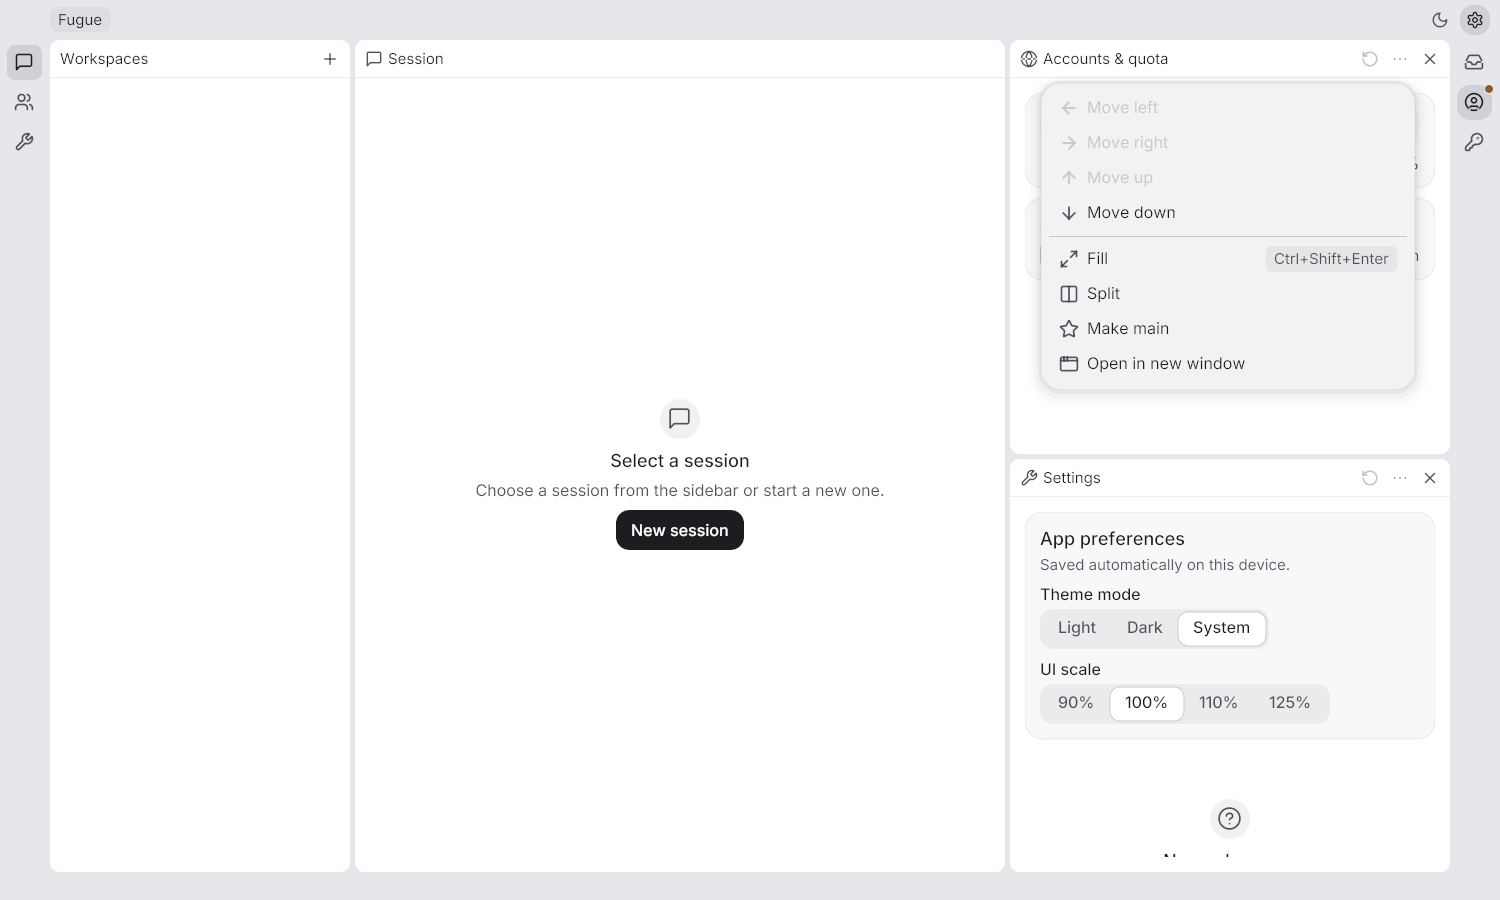 Fugue
Workspaces
Session
Accounts & quota
Move left
Move right
Move up
Move down
Fill
Ctrl+Shift+Enter
Split
Make main
Open in new window
Select a session
Choose a session from the sidebar or start a new one.
New session
Settings
App preferences
Saved automatically on this device.
Theme mode
Light Dark System
UI scale
90% 100% 110% 125%